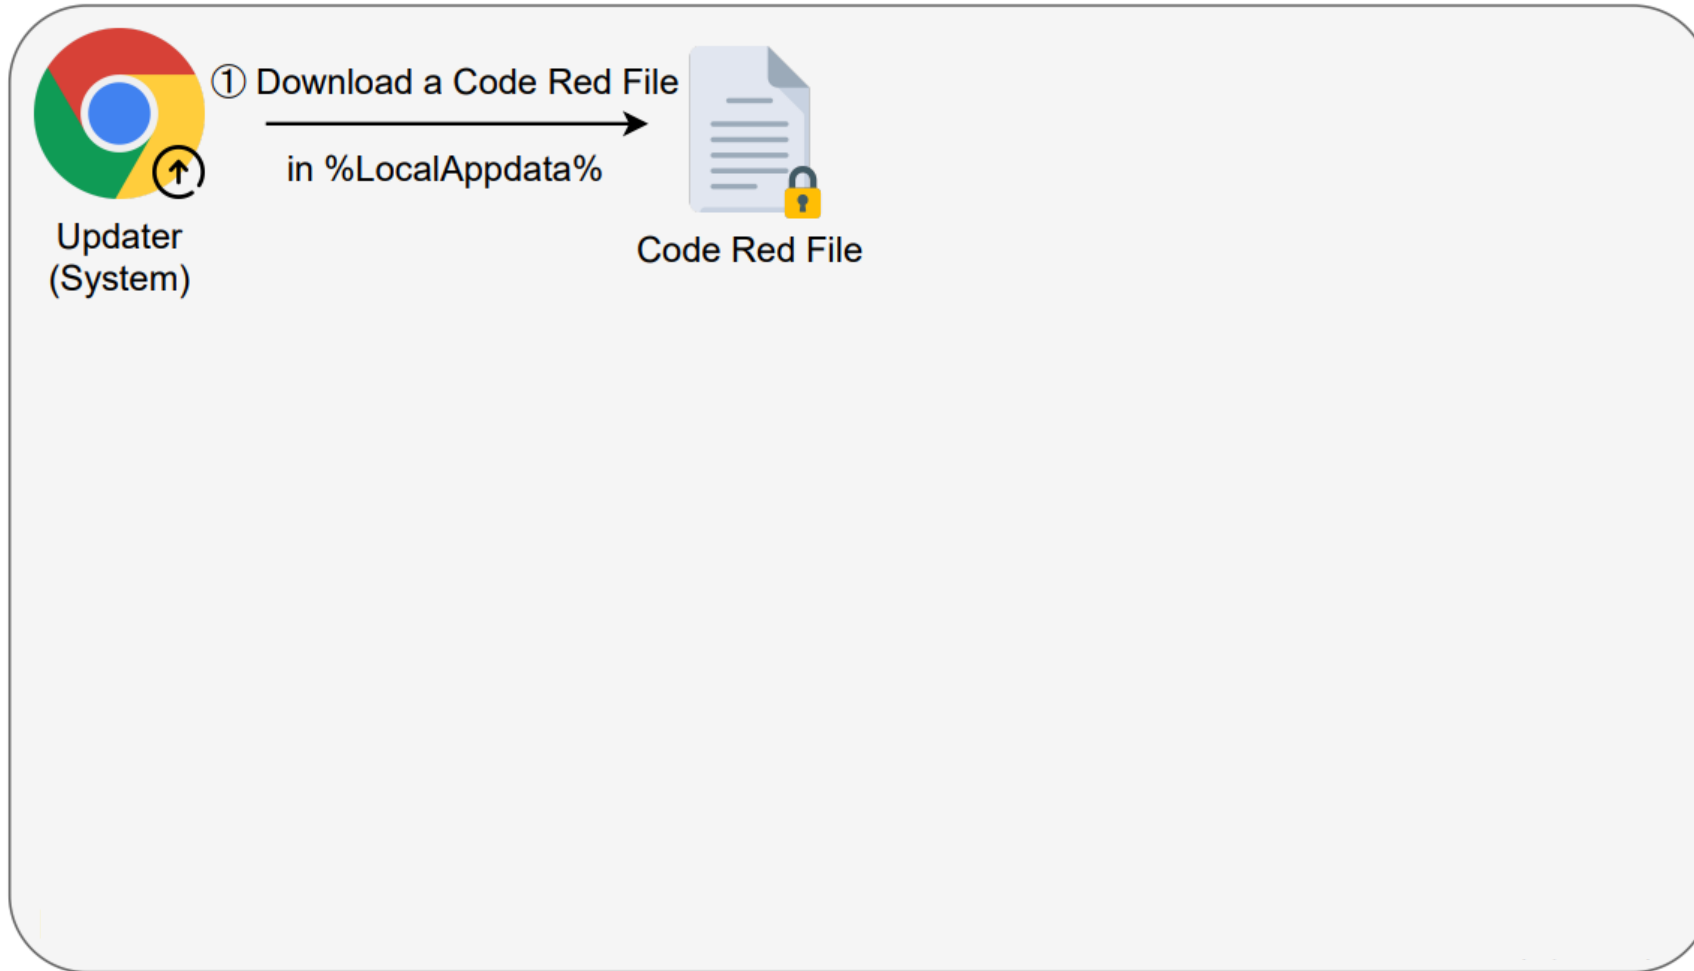 ① Download a Code Red File
in %LocalAppdata%
Updater
(System)
Code Red File